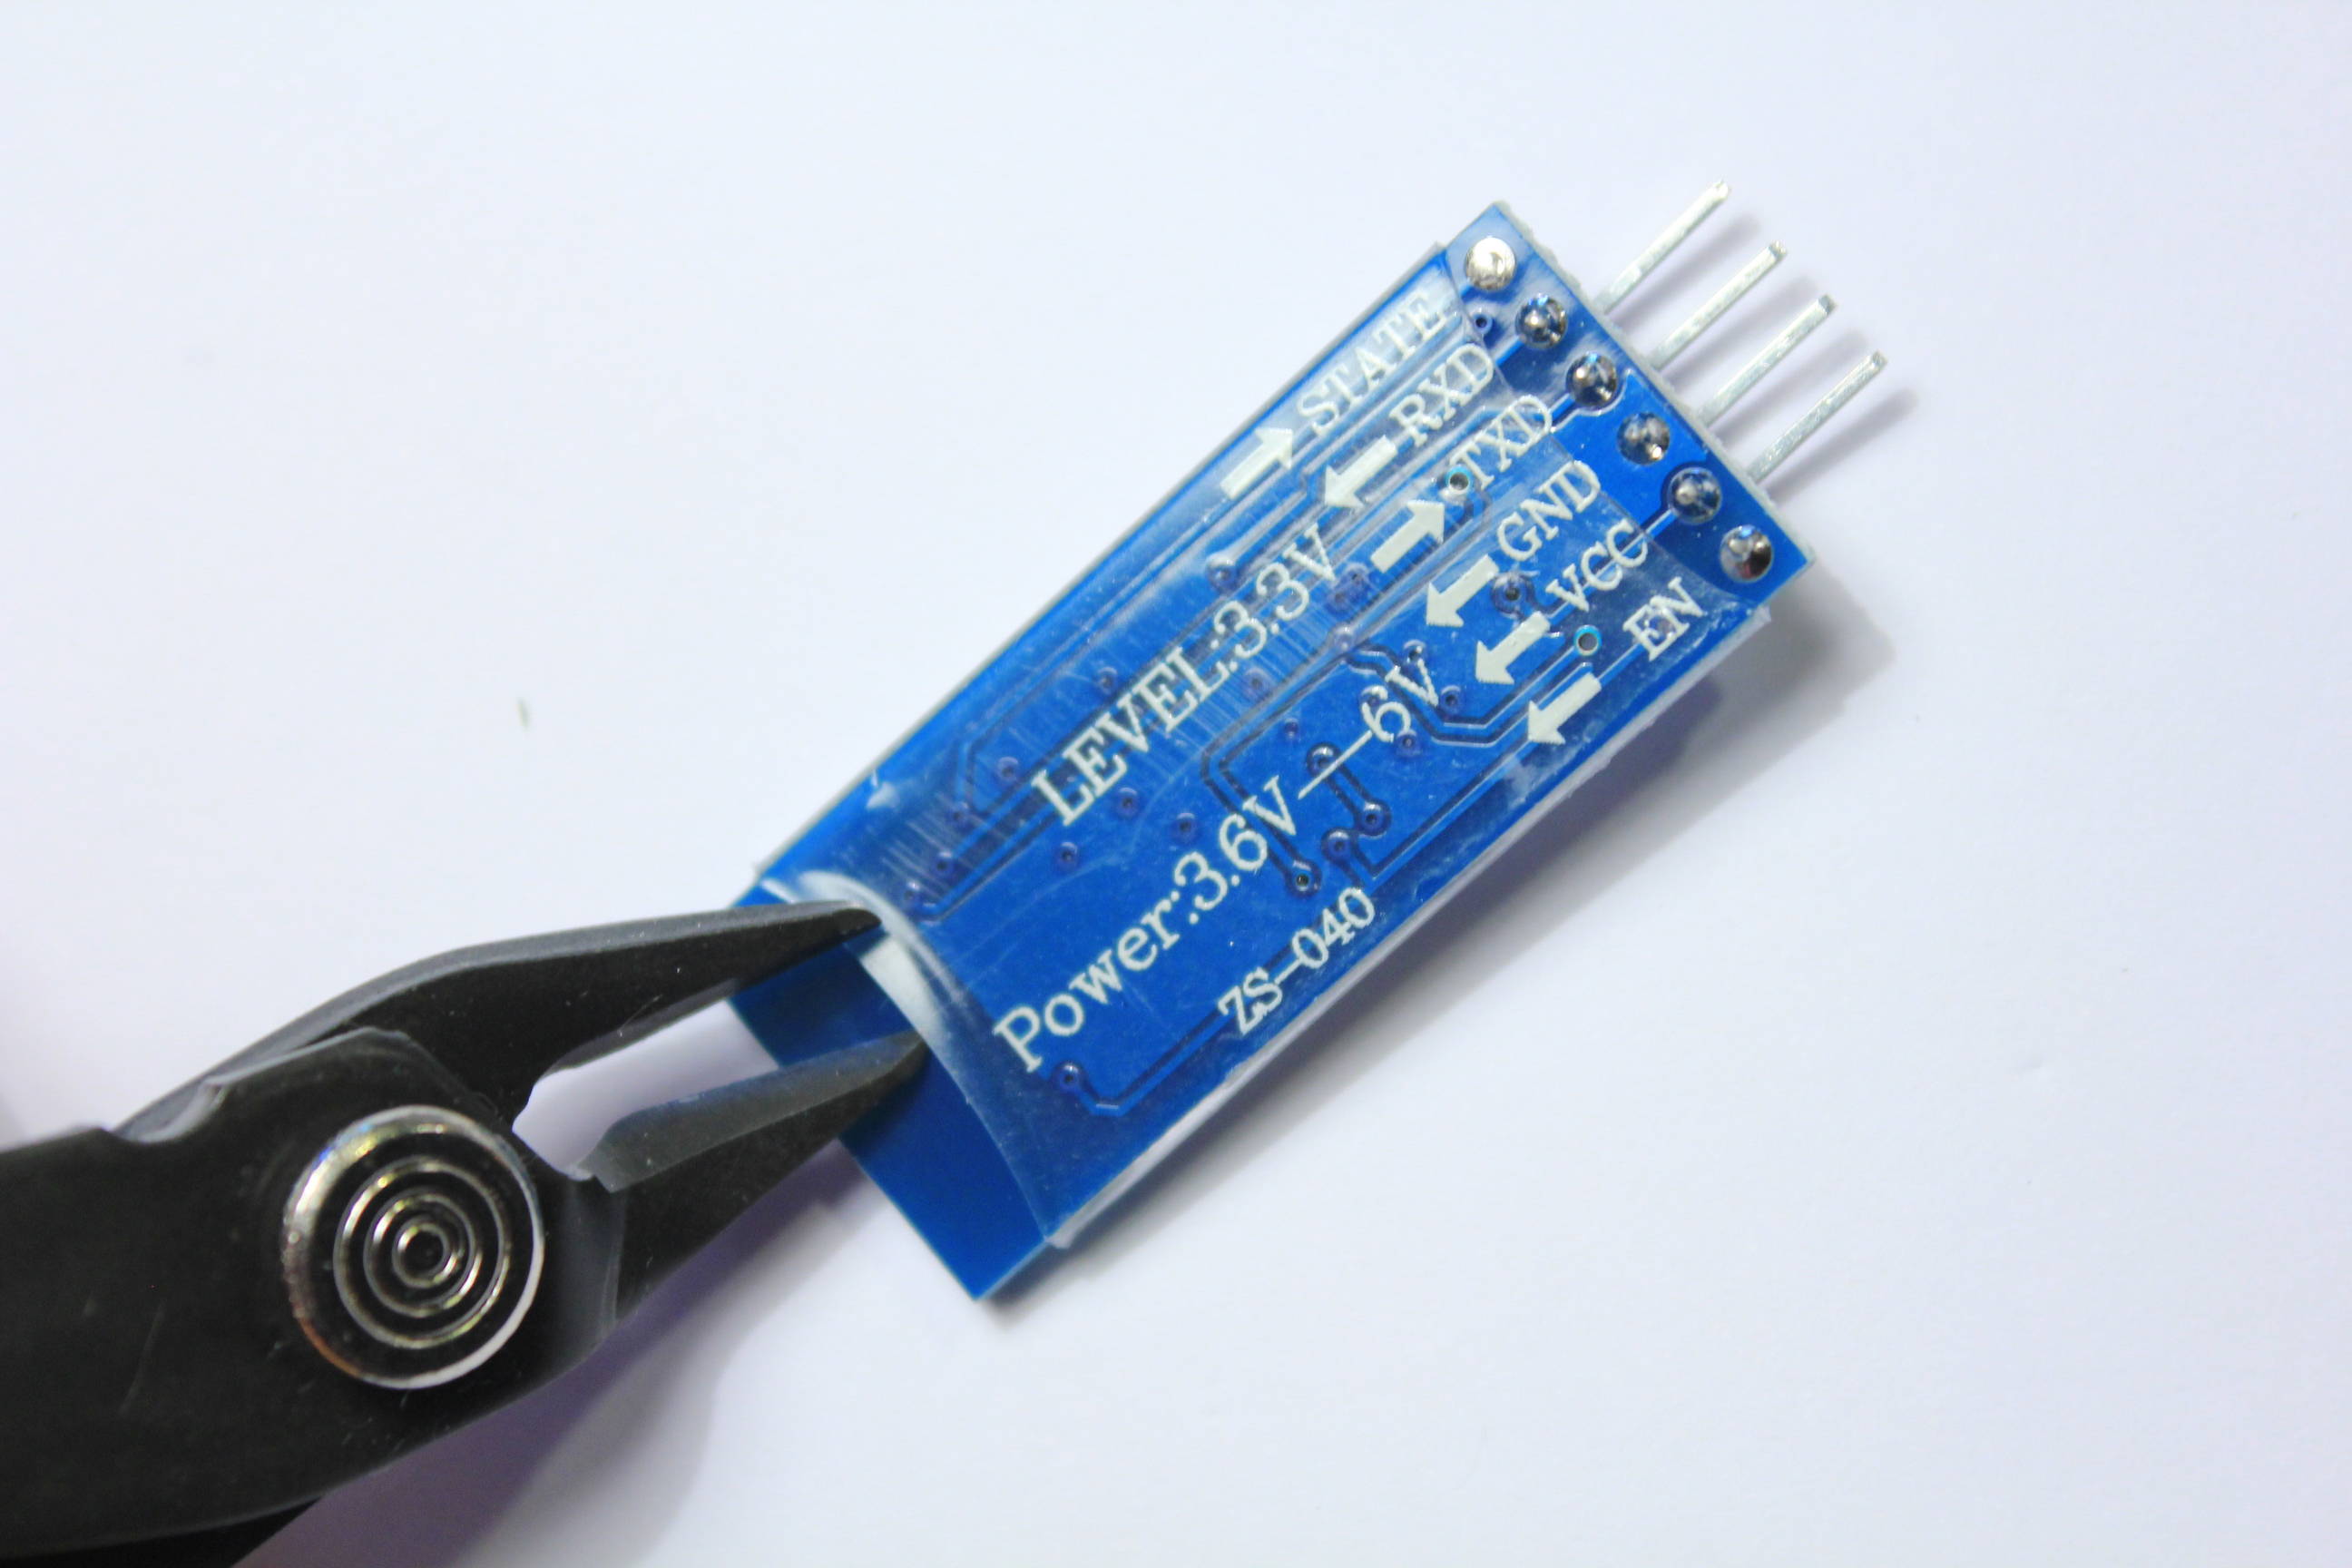 STATE
RXD
TXD
GND
VCC
EN
LEVEL:3.3V
Power:3.6V—6V
ZS-040